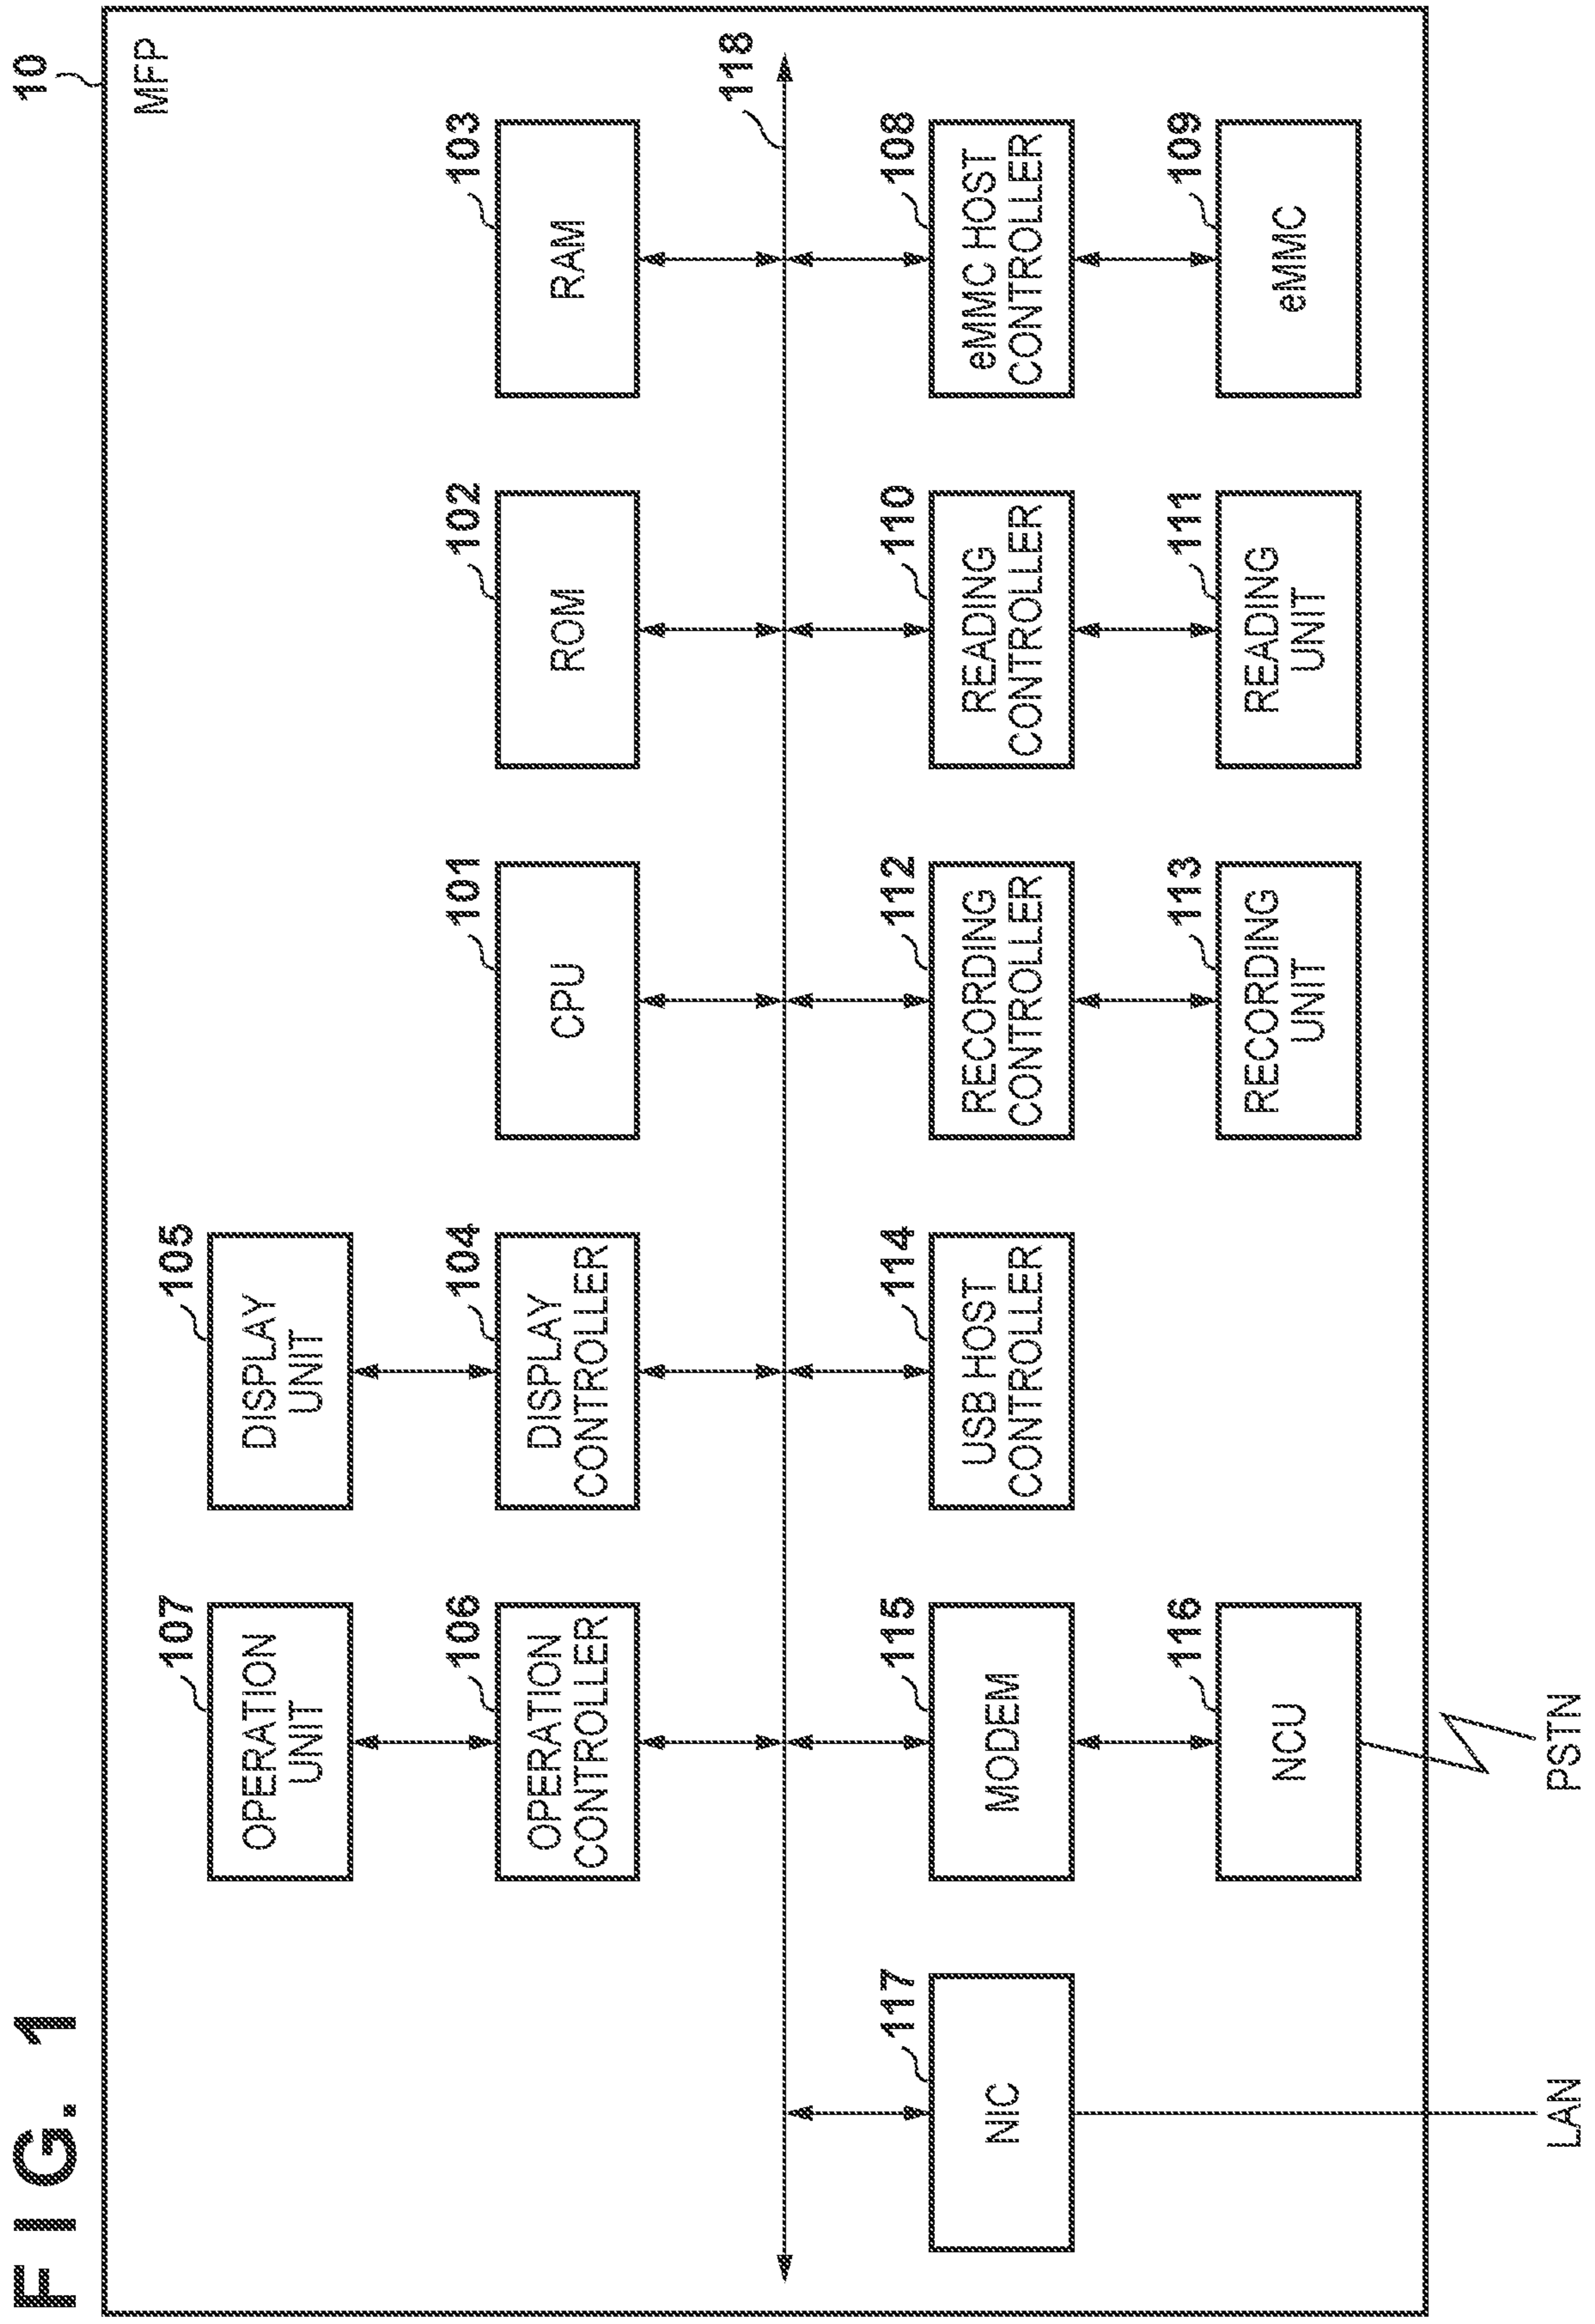 FIG. 1
10
MFP
107
OPERATION
UNIT
105
DISPLAY
UNIT
106
OPERATION
CONTROLLER
104
DISPLAY
CONTROLLER
101
CPU
102
ROM
103
RAM
118
117
NIC
115
MODEM
114
USB HOST
CONTROLLER
112
RECORDING
CONTROLLER
110
READING
CONTROLLER
108
eMMC HOST
CONTROLLER
116
NCU
113
RECORDING
UNIT
111
READING
UNIT
109
eMMC
LAN
PSTN